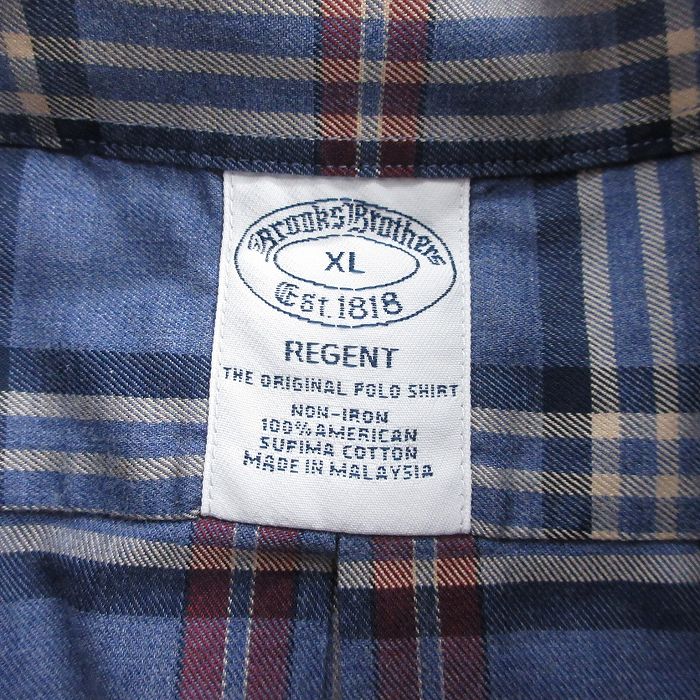 Brooks Brothers
XL
Est. 1818
REGENT
THE ORIGINAL POLO SHIRT
NON-IRON
100% AMERICAN
SUPIMA COTTON
MADE IN MALAYSIA